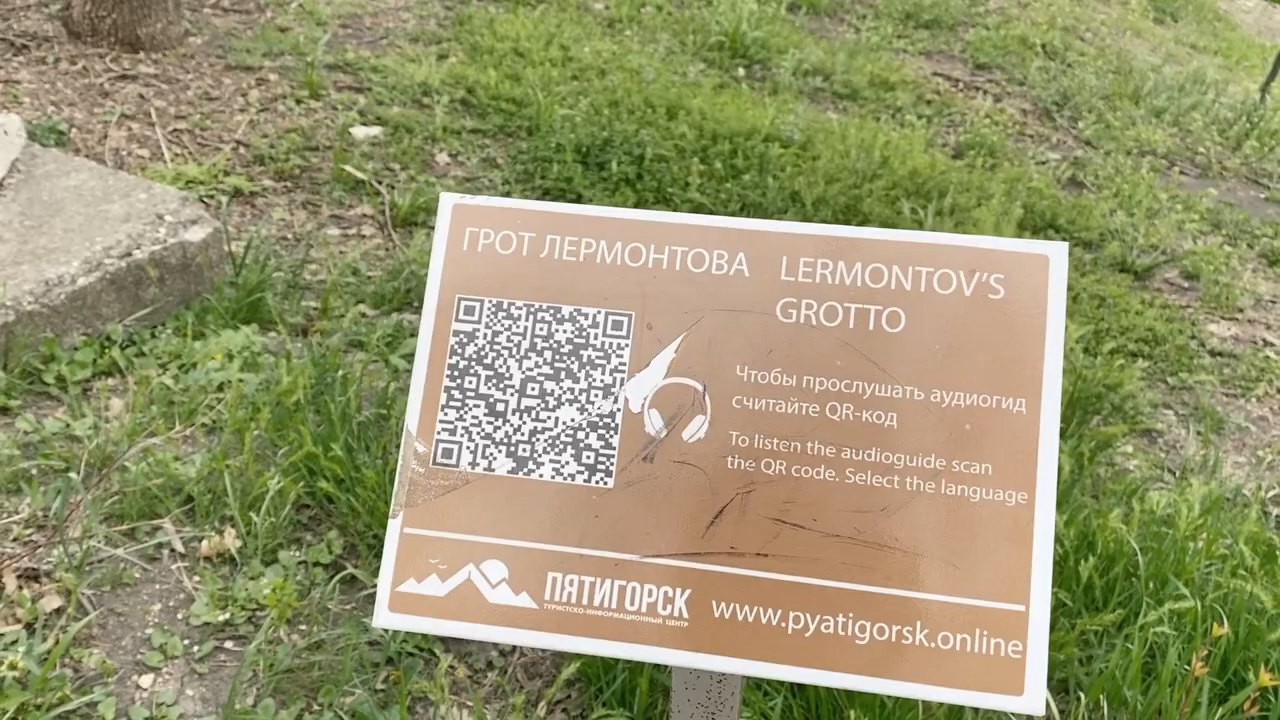 ГРОТ ЛЕРМОНТОВА
LERMONTOV'S
GROTTO
Чтобы прослушать аудиогид
считайте QR-код
To listen the audioguide scan
the QR code. Select the language
ПЯТИГОРСК
ТУРИСТСКО-ИНФОРМАЦИОННЫЙ ЦЕНТР
www.pyatigorsk.online